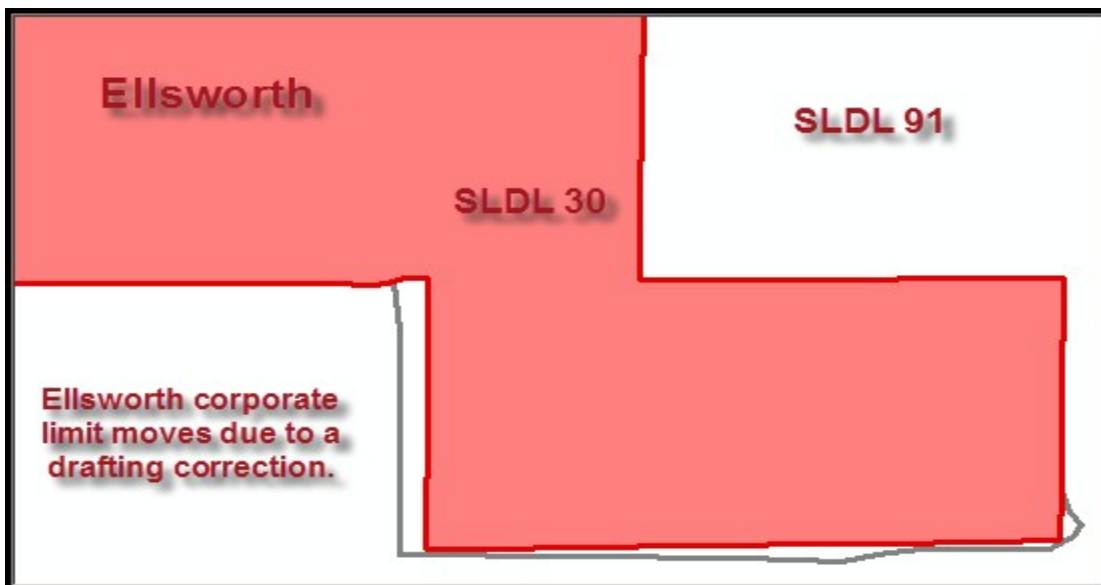 Ellsworth
SLDL 91
SLDL 30
Ellsworth corporate
limit moves due to a
drafting correction.